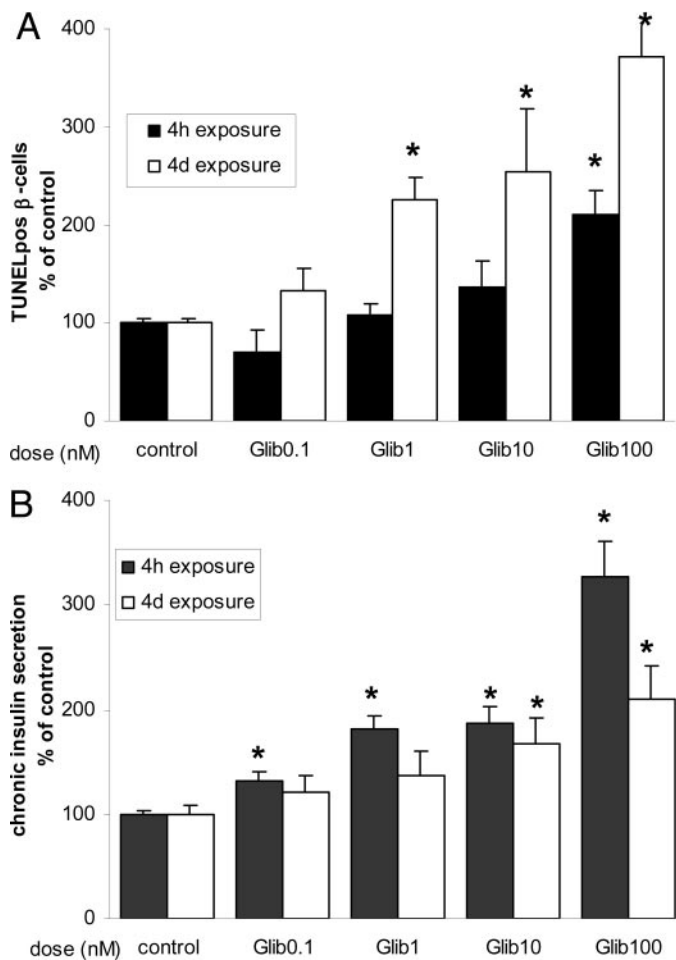 A
400
300
200
100
0
TUNELpos β-cells
% of control
4h exposure
4d exposure
*
*
*
*
dose (nM)
control
Glib0.1
Glib1
Glib10
Glib100
B
400
300
200
100
0
chronic insulin secretion
% of control
4h exposure
4d exposure
*
*
*
*
*
*
dose (nM)
control
Glib0.1
Glib1
Glib10
Glib100